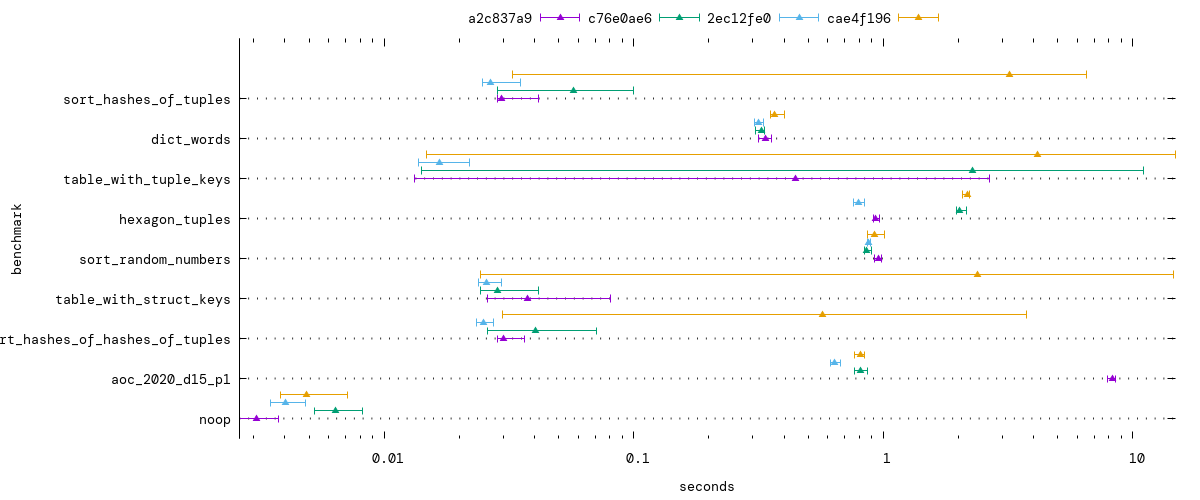 a2c837a9 c76e0ae6 2ec12fe0 cae4f196
sort_hashes_of_tuples
dict_words
table_with_tuple_keys
hexagon_tuples
sort_random_numbers
table_with_struct_keys
rt_hashes_of_hashes_of_tuples
aoc_2020_d15_p1
noop
benchmark
0.01 0.1 1 10
seconds